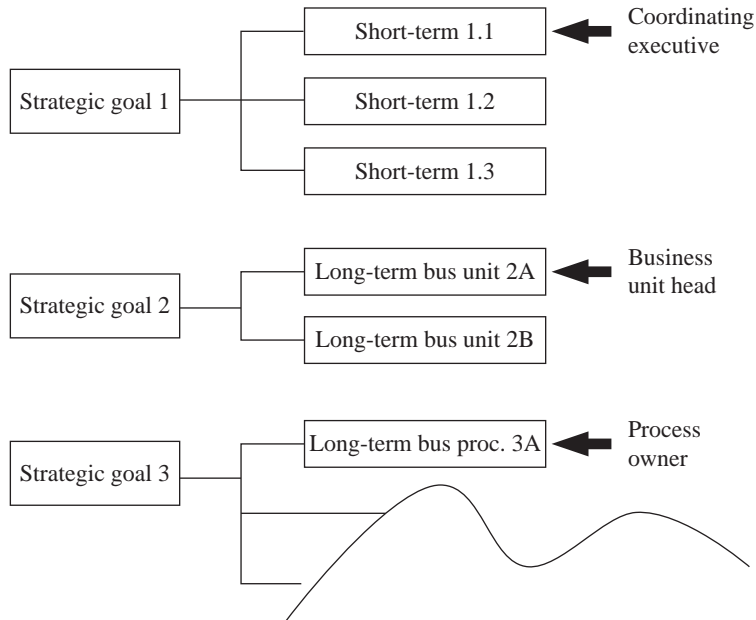 Strategic goal 1
Short-term 1.1
Coordinating
executive
Short-term 1.2
Short-term 1.3
Strategic goal 2
Long-term bus unit 2A
Business
unit head
Long-term bus unit 2B
Strategic goal 3
Long-term bus proc. 3A
Process
owner